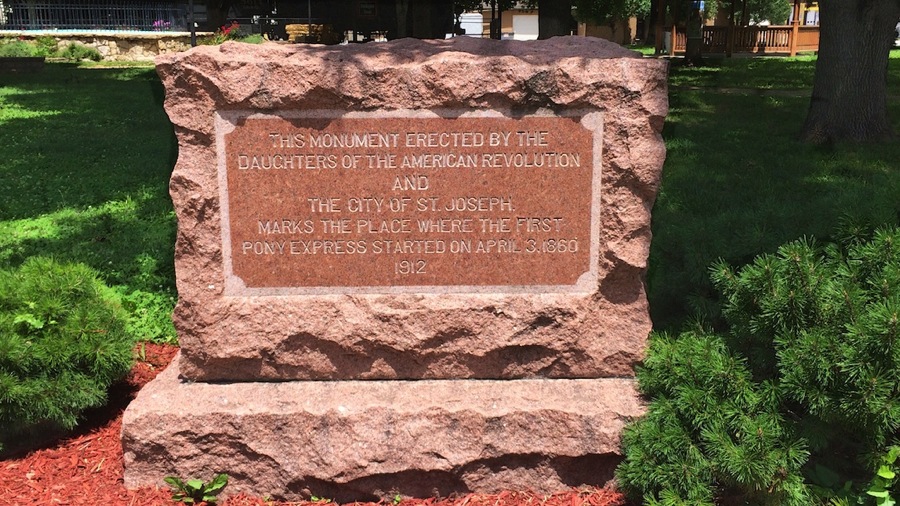 THIS MONUMENT ERECTED BY THE
DAUGHTERS OF THE AMERICAN REVOLUTION
AND
THE CITY OF ST. JOSEPH.
MARKS THE PLACE WHERE THE FIRST
PONY EXPRESS STARTED ON APRIL 3, 1860
1912